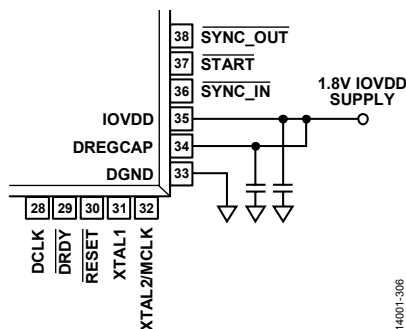 38 SYNC_OUT
37 START
36 SYNC_IN
1.8V IOVDD
SUPPLY
IOVDD 35
DREGCAP 34
DGND 33
28 29 30 31 32
DCLK
DRDY
RESET
XTAL1
XTAL2/MCLK
14001-306